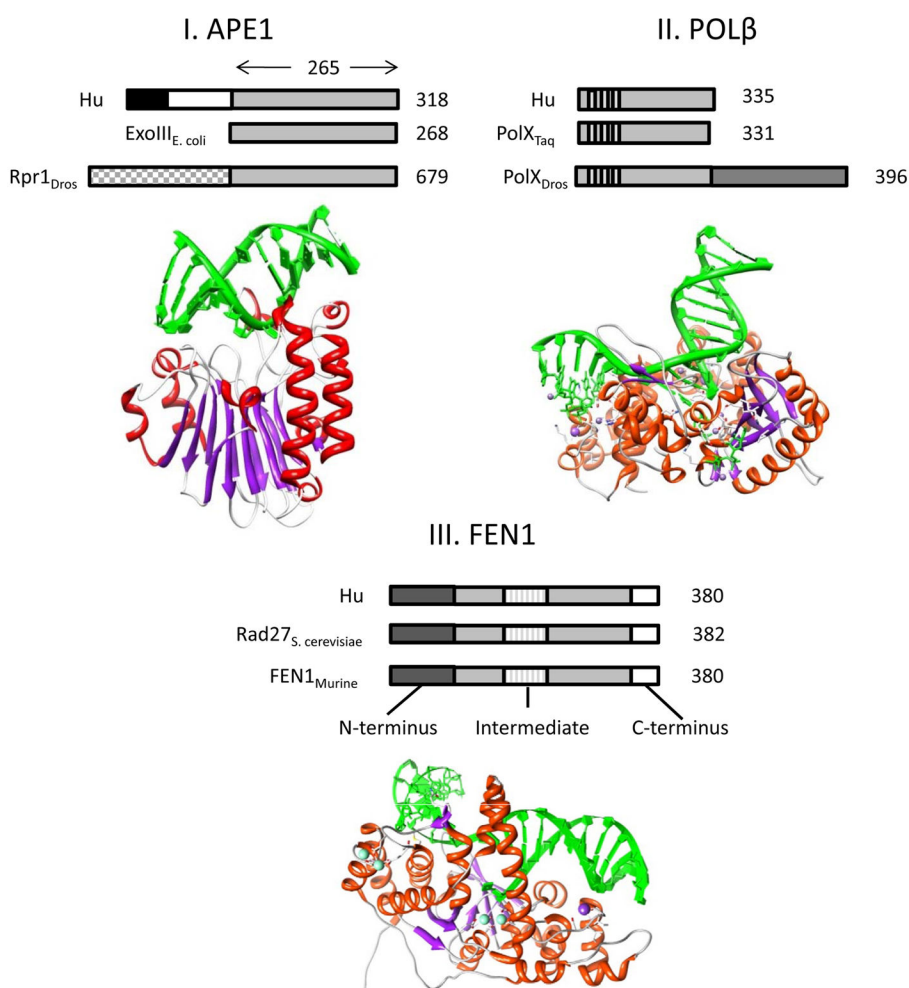 I. APE1
265
Hu 318
ExoIII E. coli 268
Rpr1 Dros 679
II. POLβ
Hu 335
PolX Taq 331
PolX Dros 396
III. FEN1
Hu 380
Rad27 S. cerevisiae 382
FEN1 Murine 380
N-terminus Intermediate C-terminus